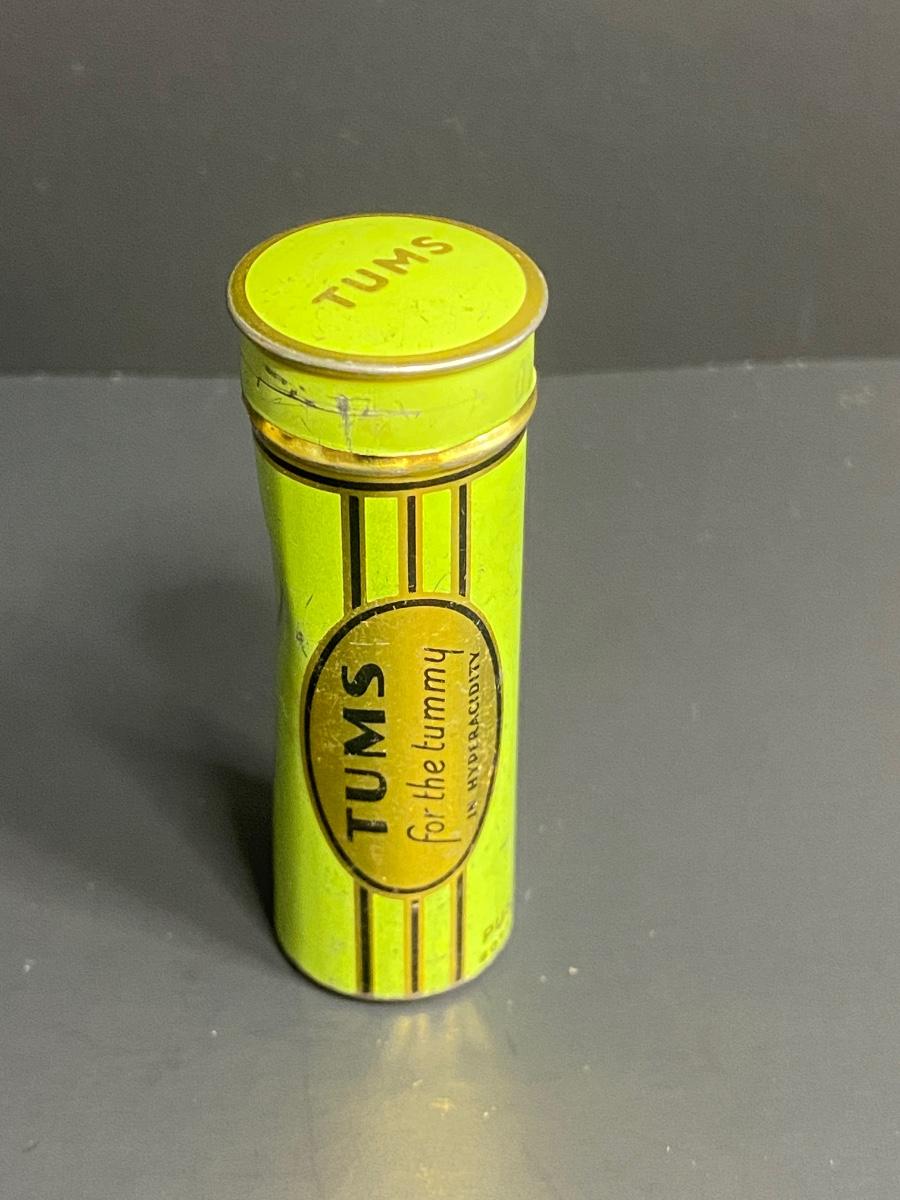 TUMS
TUMS
for the tummy
IN HYPERACIDITY